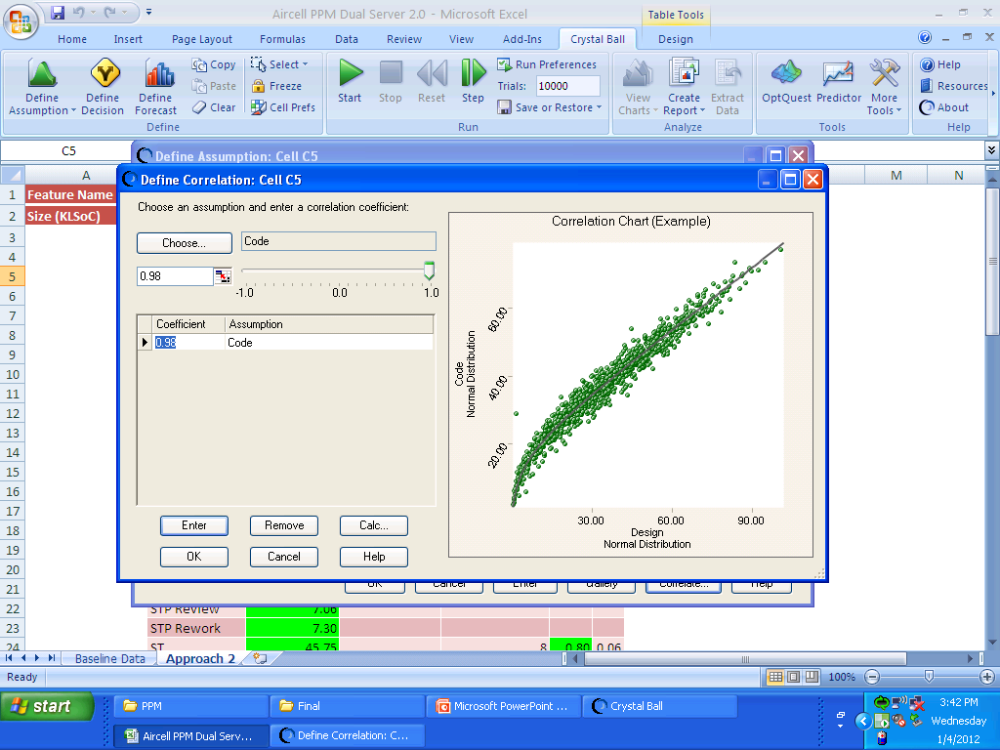 Aircell PPM Dual Server 2.0 - Microsoft Excel
Table Tools
Home Insert Page Layout Formulas Data Review View Add-Ins Crystal Ball Design
Define Assumption
Define Decision
Define Forecast
Copy
Paste
Clear
Select
Freeze
Cell Prefs
Define
Start
Stop
Reset
Step
Run Preferences
Trials: 10000
Save or Restore
Run
View Charts
Create Report
Extract Data
Analyze
OptQuest
Predictor
More Tools
Tools
Help
Resources
About
Help
C5
Define Assumption: Cell C5
A M N
1 Feature Name
2 Size (KLSoC)
3
4
5
6
7
8
9
10
11
12
13
14
15
16
17
18
19
20
21
Define Correlation: Cell C5
Choose an assumption and enter a correlation coefficient:
Choose...
Code
0.98
-1.0 0.0 1.0
Coefficient Assumption
0.98 Code
Enter Remove Calc...
OK Cancel Help
Correlation Chart (Example)
Code
Normal Distribution
60.00
40.00
20.00
30.00 60.00 90.00
Design
Normal Distribution
OK Cancel Enter Gallery Correlate... Help
22 STP Review 7.06
23 STP Rework 7.30
24 ST 45.75 8 0.80 0.06
Baseline Data Approach 2
Ready
100%
start
PPM
Final
Microsoft PowerPoint ...
Crystal Ball
Aircell PPM Dual Serv...
Define Correlation: C...
3:42 PM
Wednesday
1/4/2012